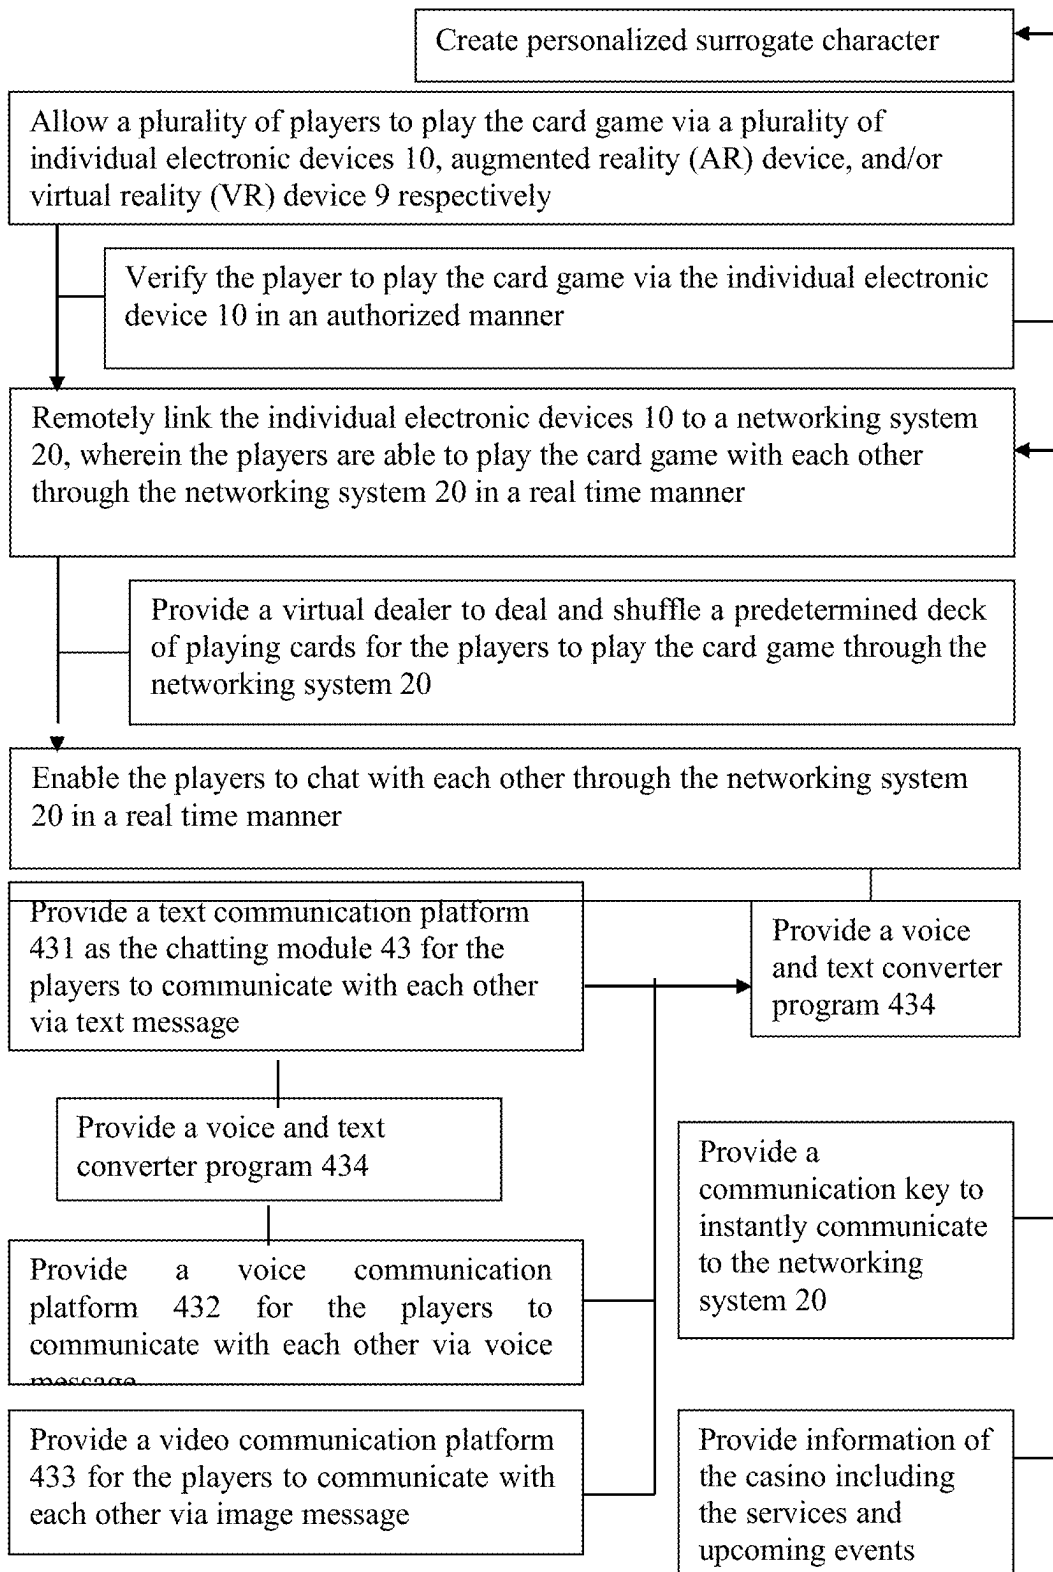 Create personalized surrogate character
Allow a plurality of players to play the card game via a plurality of
individual electronic devices 10, augmented reality (AR) device, and/or
virtual reality (VR) device 9 respectively
Verify the player to play the card game via the individual electronic
device 10 in an authorized manner
Remotely link the individual electronic devices 10 to a networking system
20, wherein the players are able to play the card game with each other
through the networking system 20 in a real time manner
Provide a virtual dealer to deal and shuffle a predetermined deck
of playing cards for the players to play the card game through the
networking system 20
Enable the players to chat with each other through the networking system
20 in a real time manner
Provide a text communication platform
431 as the chatting module 43 for the
players to communicate with each other
via text message
Provide a voice
and text converter
program 434
Provide a voice and text
converter program 434
Provide a
communication key to
instantly communicate
to the networking
system 20
Provide a voice communication
platform 432 for the players to
communicate with each other via voice
message
Provide a video communication platform
433 for the players to communicate with
each other via image message
Provide information of
the casino including
the services and
upcoming events